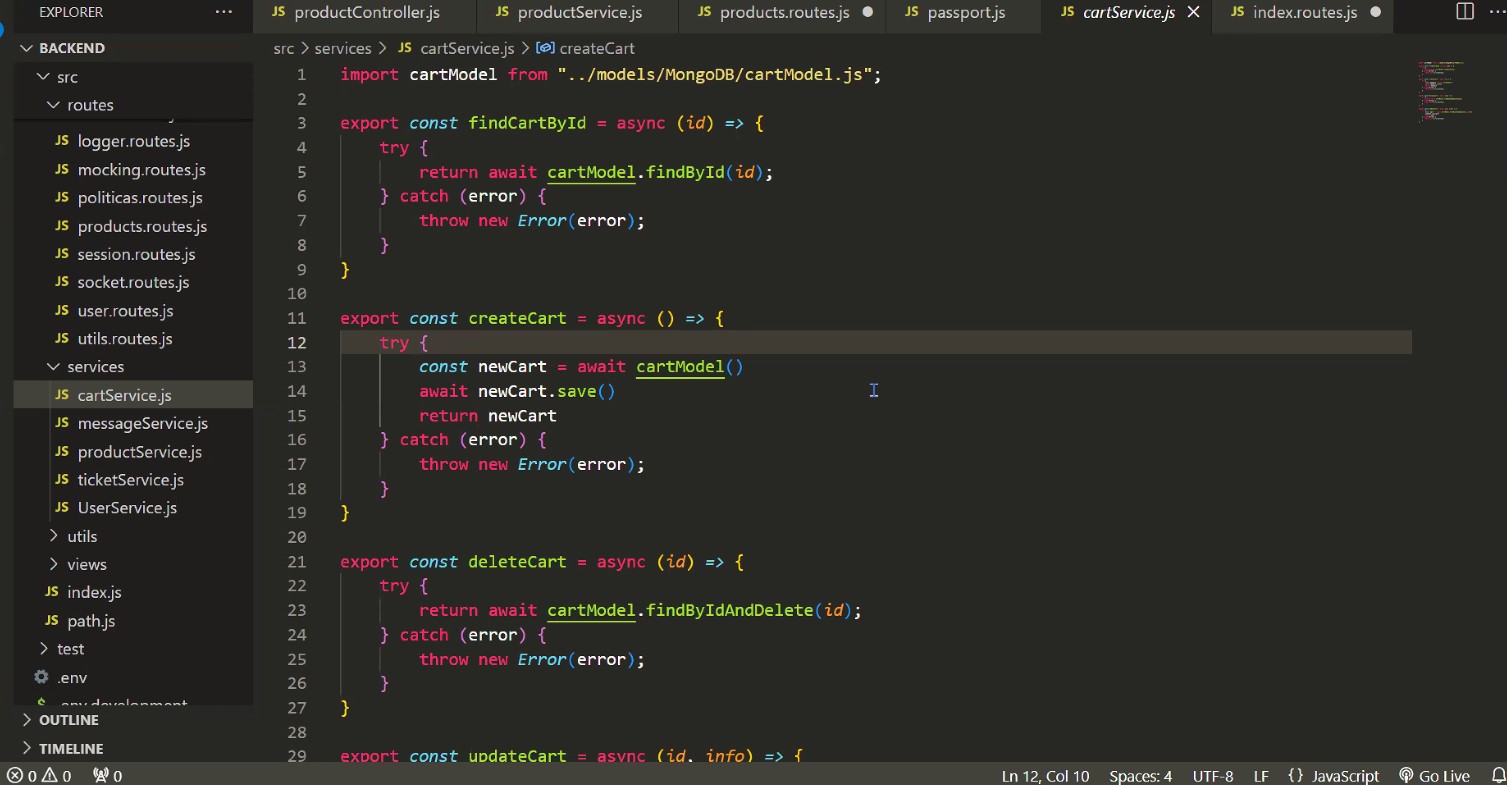 EXPLORER ...
JS productController.js JS productService.js JS products.routes.js JS passport.js JS cartService.js JS index.routes.js
BACKEND
src > services > JS cartService.js > createCart
src
routes
JS logger.routes.js
JS mocking.routes.js
JS politicas.routes.js
JS products.routes.js
JS session.routes.js
JS socket.routes.js
JS user.routes.js
JS utils.routes.js
services
JS cartService.js
JS messageService.js
JS productService.js
JS ticketService.js
JS UserService.js
utils
views
JS index.js
JS path.js
test
.env
.env.development
OUTLINE
TIMELINE
1 import cartModel from "../models/MongoDB/cartModel.js";
2
3 export const findCartById = async (id) => {
4 try {
5 return await cartModel.findById(id);
6 } catch (error) {
7 throw new Error(error);
8 }
9 }
10
11 export const createCart = async () => {
12 try {
13 const newCart = await cartModel()
14 await newCart.save()
15 return newCart
16 } catch (error) {
17 throw new Error(error);
18 }
19 }
20
21 export const deleteCart = async (id) => {
22 try {
23 return await cartModel.findByIdAndDelete(id);
24 } catch (error) {
25 throw new Error(error);
26 }
27 }
28
29 export const updateCart = async (id, info) => {
0 0 0 Ln 12, Col 10 Spaces: 4 UTF-8 LF {} JavaScript Go Live